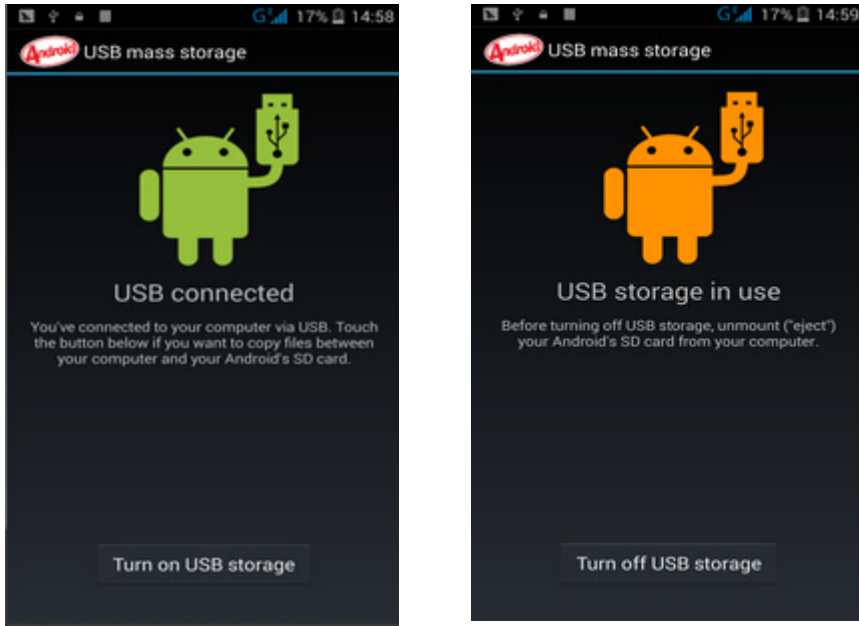 G 17% 14:58
Android USB mass storage
USB connected
You've connected to your computer via USB. Touch
the button below if you want to copy files between
your computer and your Android's SD card.
Turn on USB storage
G 17% 14:59
Android USB mass storage
USB storage in use
Before turning off USB storage, unmount ("eject")
your Android's SD card from your computer.
Turn off USB storage